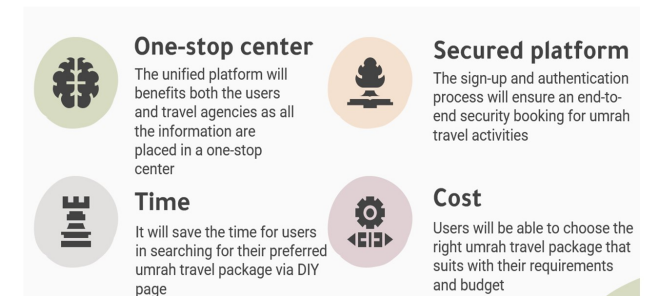 One-stop center
The unified platform will
benefits both the users
and travel agencies as all
the information are
placed in a one-stop
center
Secured platform
The sign-up and authentication
process will ensure an end-to-
end security booking for umrah
travel activities
Time
It will save the time for users
in searching for their preferred
umrah travel package via DIY
page
Cost
Users will be able to choose the
right umrah travel package that
suits with their requirements
and budget